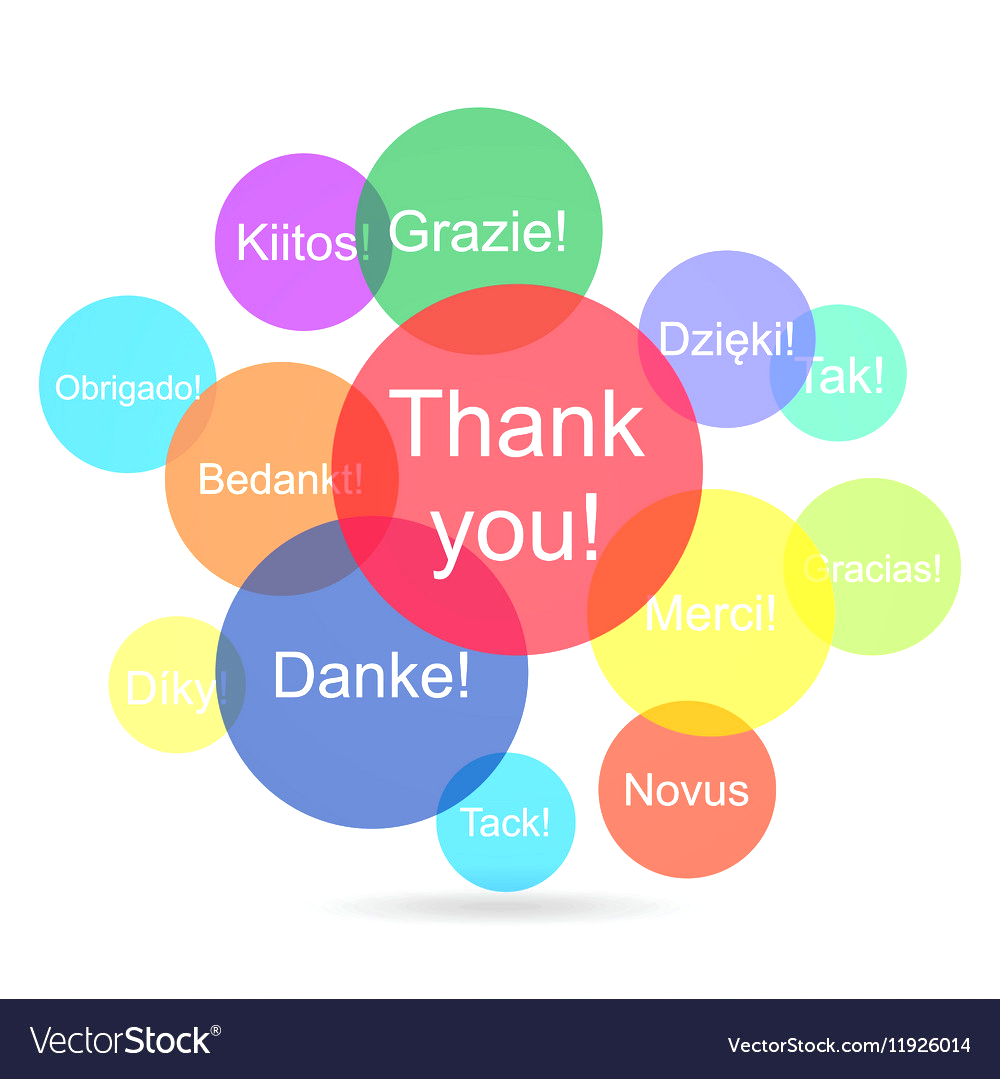 Kiitos!
Grazie!
Dzięki!
Tak!
Obrigado!
Thank
you!
Bedankt!
Gracias!
Merci!
Danke!
Díky!
Novus
Tack!
VectorStock®
VectorStock.com/11926014